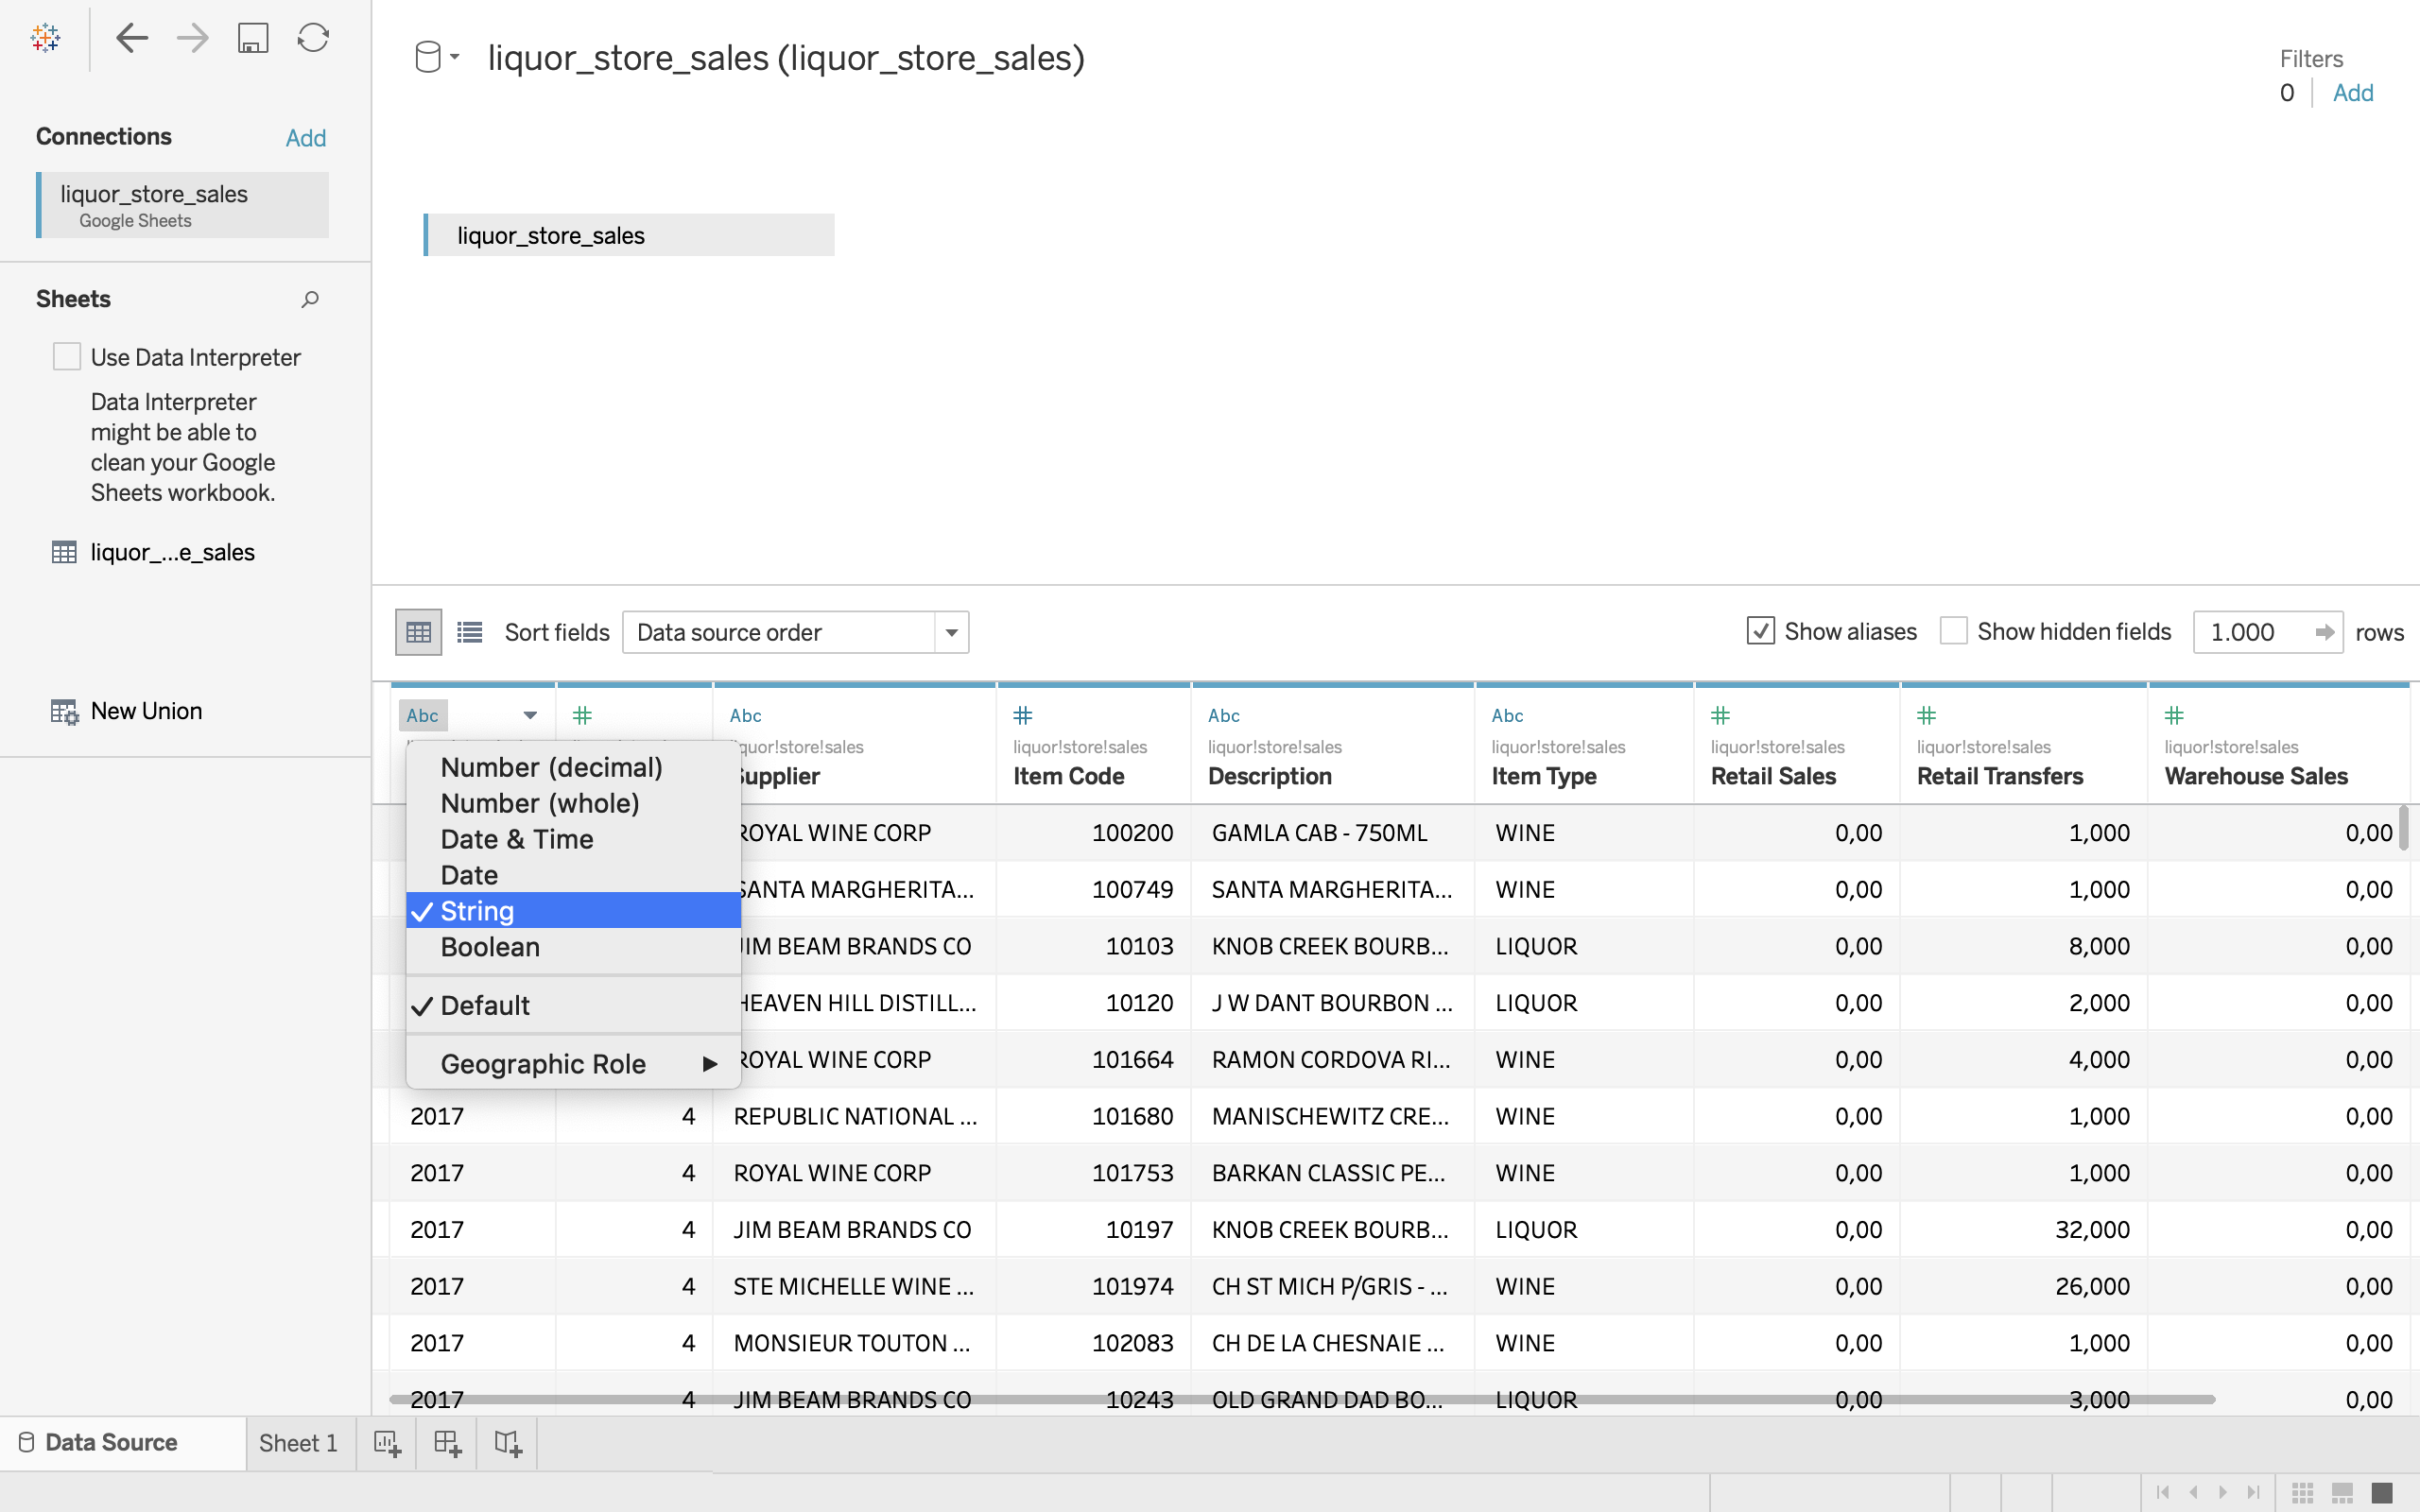 liquor_store_sales (liquor_store_sales)
Filters
0 Add
Connections Add
liquor_store_sales
Google Sheets
liquor_store_sales
Sheets
Use Data Interpreter
Data Interpreter
might be able to
clean your Google
Sheets workbook.
liquor_...e_sales
New Union
Sort fields Data source order Show aliases Show hidden fields 1.000 rows
Abc Abc Abc Abc
liquor!store!sales liquor!store!sales liquor!store!sales liquor!store!sales liquor!store!sales liquor!store!sales
Item Code Description Item Type Retail Sales Retail Transfers Warehouse Sales
Number (decimal)
Number (whole)
Date & Time
Date
String
Boolean
Default
Geographic Role
ROYAL WINE CORP 100200 GAMLA CAB - 750ML WINE 0,00 1,000 0,00
SANTA MARGHERITA... 100749 SANTA MARGHERITA... WINE 0,00 1,000 0,00
JIM BEAM BRANDS CO 10103 KNOB CREEK BOURB... LIQUOR 0,00 8,000 0,00
HEAVEN HILL DISTILL... 10120 J W DANT BOURBON ... LIQUOR 0,00 2,000 0,00
ROYAL WINE CORP 101664 RAMON CORDOVA RI... WINE 0,00 4,000 0,00
2017 4 REPUBLIC NATIONAL ... 101680 MANISCHEWITZ CRE... WINE 0,00 1,000 0,00
2017 4 ROYAL WINE CORP 101753 BARKAN CLASSIC PE... WINE 0,00 1,000 0,00
2017 4 JIM BEAM BRANDS CO 10197 KNOB CREEK BOURB... LIQUOR 0,00 32,000 0,00
2017 4 STE MICHELLE WINE ... 101974 CH ST MICH P/GRIS - ... WINE 0,00 26,000 0,00
2017 4 MONSIEUR TOUTON ... 102083 CH DE LA CHESNAIE ... WINE 0,00 1,000 0,00
2017 4 JIM BEAM BRANDS CO 10243 OLD GRAND DAD BO... LIQUOR 0,00 3,000 0,00
Data Source Sheet 1